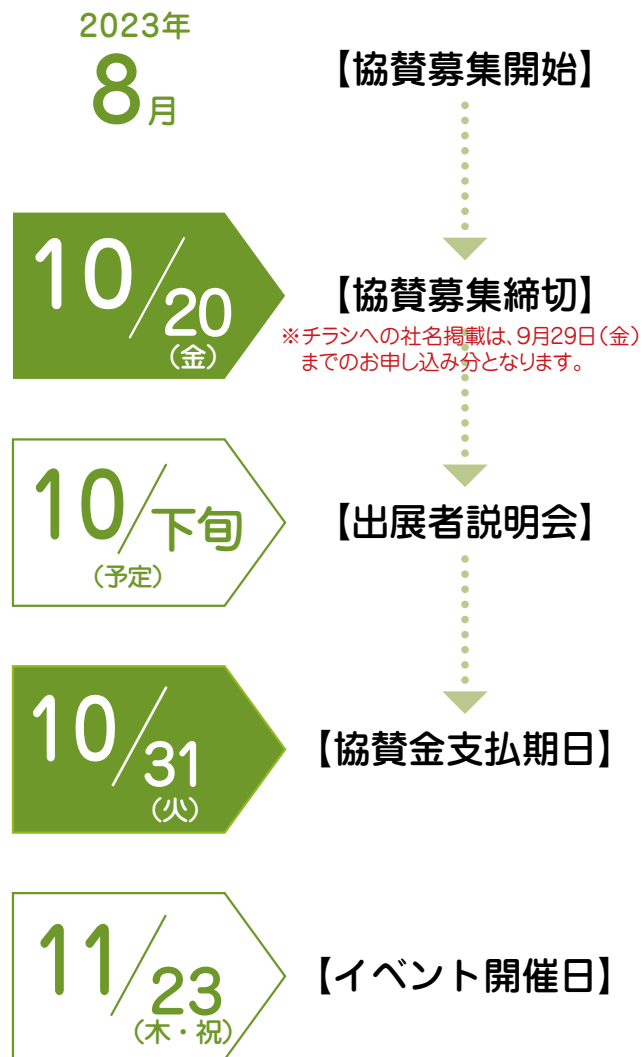 2023年
8月
【協賛募集開始】
10/20
(金)
【協賛募集締切】
※チラシへの社名掲載は、9月29日(金)
までのお申し込み分となります。
10/下旬
(予定)
【出展者説明会】
10/31
(火)
【協賛金支払期日】
11/23
(木・祝)
【イベント開催日】